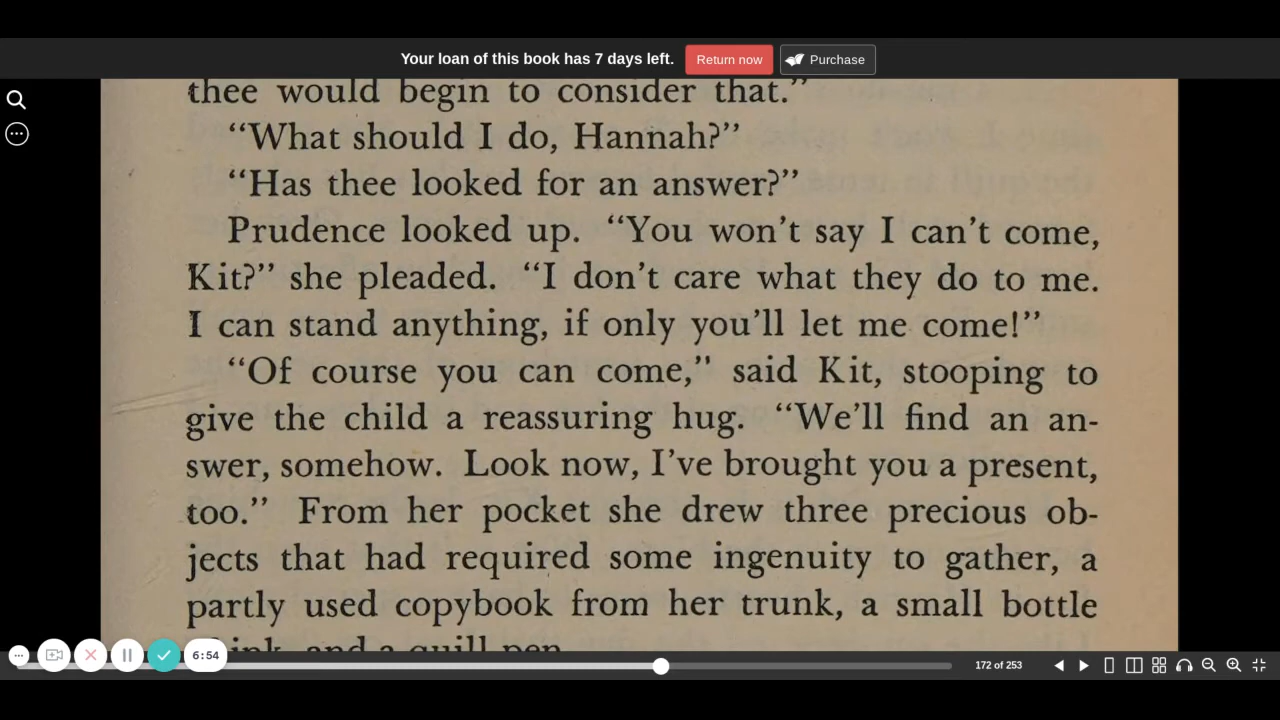 Your loan of this book has 7 days left. Return now Purchase
thee would begin to consider that.”
“What should I do, Hannah?”
“Has thee looked for an answer?”
Prudence looked up. “You won’t say I can’t come,
Kit?” she pleaded. “I don’t care what they do to me.
I can stand anything, if only you’ll let me come!”
“Of course you can come,” said Kit, stooping to
give the child a reassuring hug. “We’ll find an an-
swer, somehow. Look now, I’ve brought you a present,
too.” From her pocket she drew three precious ob-
jects that had required some ingenuity to gather, a
partly used copybook from her trunk, a small bottle
ink, and a quill pen.
6:54
172 of 253